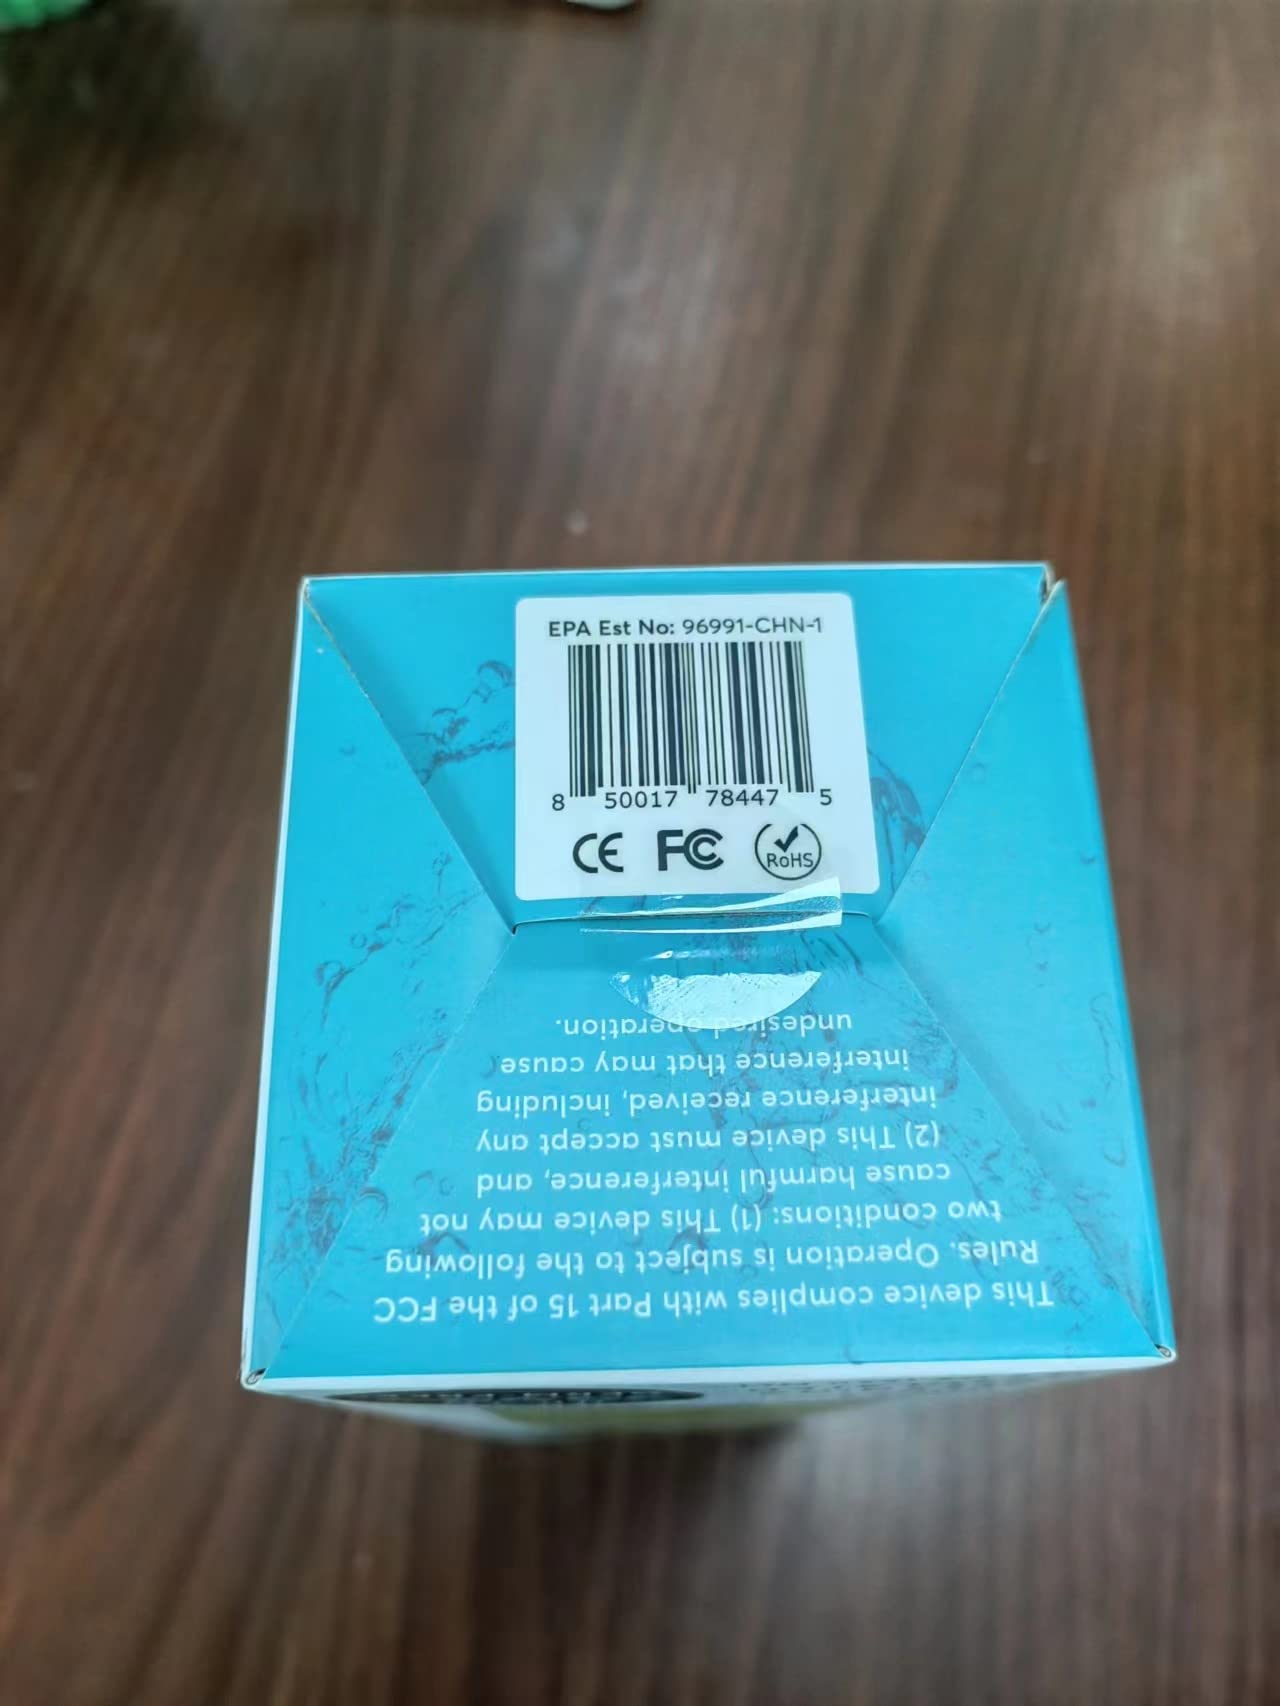 EPA Est No: 96991-CHN-1
8 50017 78447 5
CE FC
RoHS
This device complies with Part 15 of the FCC
Rules. Operation is subject to the following
two conditions: (1) This device may not
cause harmful interference, and
(2) This device must accept any
interference received, including
interference that may cause
undesired operation.